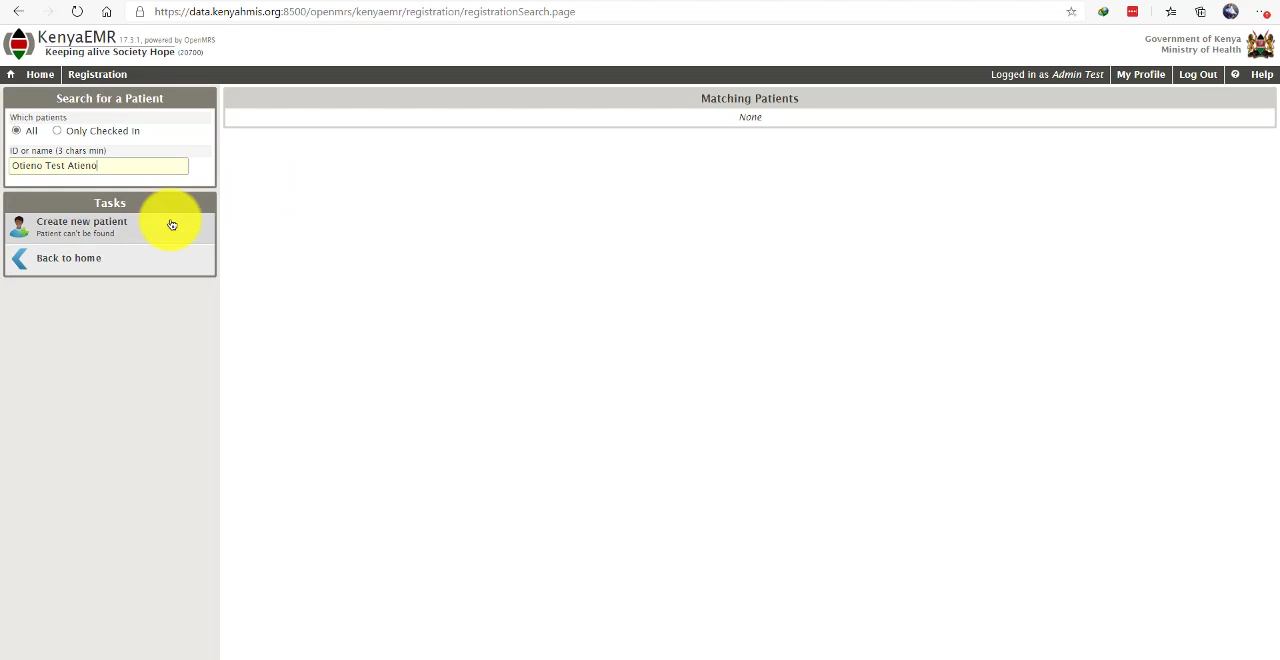 https://data.kenyahmis.org:8500/openmrs/kenyaemr/registration/registrationSearch.page
KenyaEMR 17.3.1, powered by OpenMRS
Keeping alive Society Hope (20700)
Government of Kenya
Ministry of Health
Home Registration Logged in as Admin Test My Profile Log Out Help
Search for a Patient
Which patients
All Only Checked In
ID or name (3 chars min)
Otieno Test Atieno
Tasks
Create new patient
Patient can't be found
Back to home
Matching Patients
None